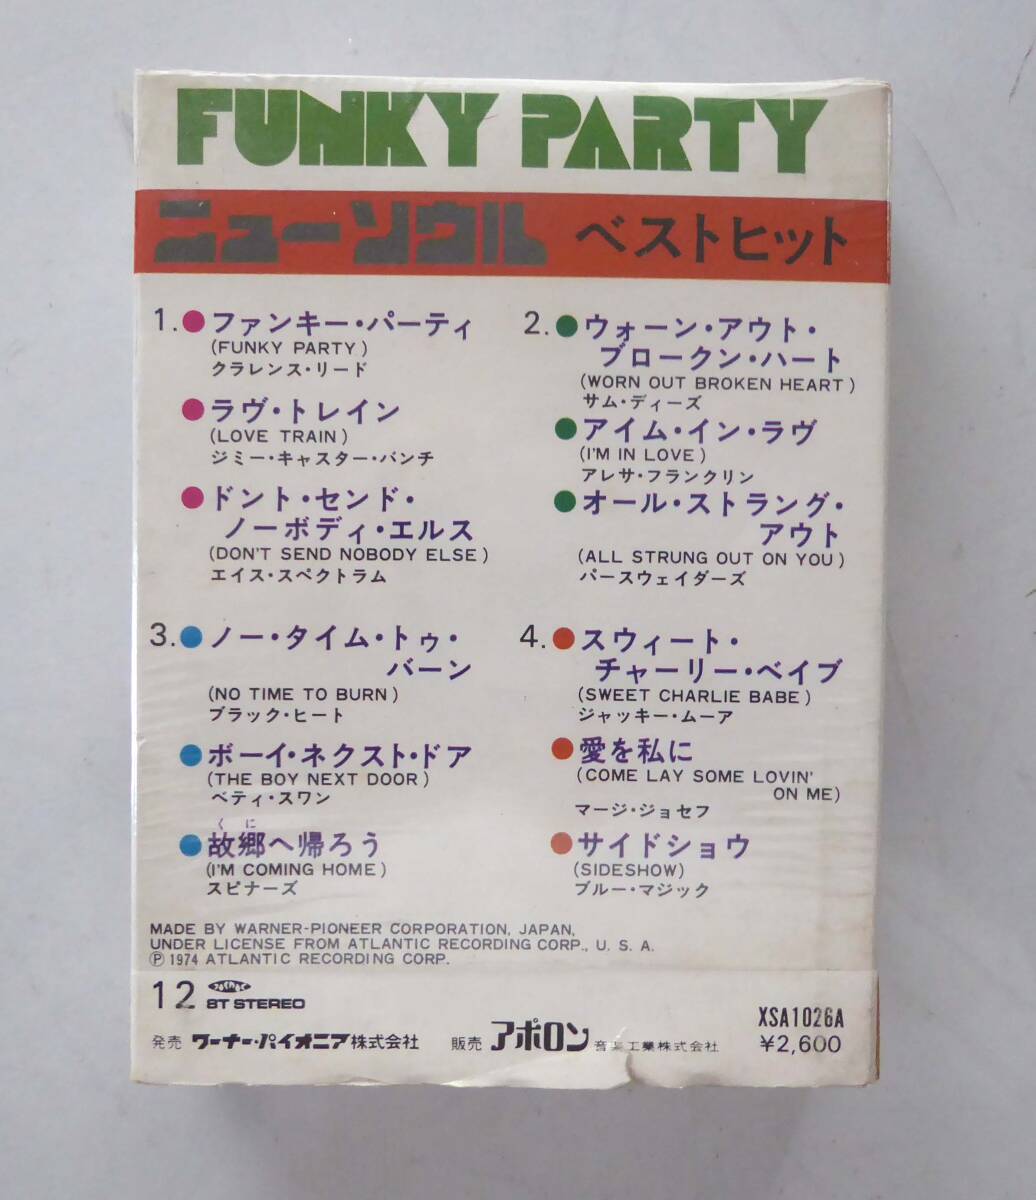 FUNKY PARTY
ニューソウル ベストヒット
1.●ファンキー・パーティ
(FUNKY PARTY)
クラレンス・リード
●ラヴ・トレイン
(LOVE TRAIN)
ジミー・キャスター・バンチ
●ドント・センド・
ノーボディ・エルス
(DON'T SEND NOBODY ELSE)
エイス・スペクトラム
2.●ウォーン・アウト・
ブロークン・ハート
(WORN OUT BROKEN HEART)
サム・ディーズ
●アイム・イン・ラヴ
(I'M IN LOVE)
アレサ・フランクリン
●オール・ストラング・
アウト
(ALL STRUNG OUT ON YOU)
パースウェイダーズ
3.●ノー・タイム・トゥ・
バーン
(NO TIME TO BURN)
ブラック・ヒート
●ボーイ・ネクスト・ドア
(THE BOY NEXT DOOR)
ベティ・スワン
くに
●故郷へ帰ろう
(I'M COMING HOME)
スピナーズ
4.●スウィート・
チャーリー・ベイブ
(SWEET CHARLIE BABE)
ジャッキー・ムーア
●愛を私に
(COME LAY SOME LOVIN'
ON ME)
マージ・ジョセフ
●サイドショウ
(SIDESHOW)
ブルー・マジック
MADE BY WARNER-PIONEER CORPORATION, JAPAN,
UNDER LICENSE FROM ATLANTIC RECORDING CORP., U. S. A.
Ⓟ 1974 ATLANTIC RECORDING CORP.
12 8T STEREO
XSA1026A
発売 ワーナー・パイオニア株式会社 販売 アポロン音楽工業株式会社 ¥2,600